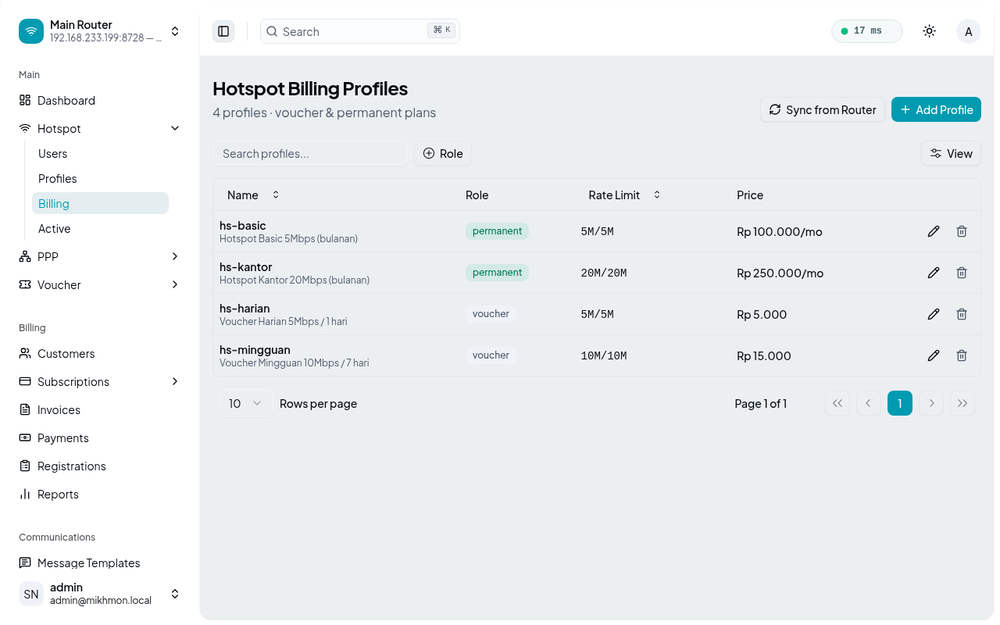 Main Router
192.168.233.199:8728 — …
Main
Dashboard
Hotspot
Users
Profiles
Billing
Active
PPP
Voucher
Billing
Customers
Subscriptions
Invoices
Payments
Registrations
Reports
Communications
Message Templates
SN
admin
admin@mikhmon.local
Search
⌘ K
17 ms
A
Hotspot Billing Profiles
4 profiles · voucher & permanent plans
Sync from Router
Add Profile
Search profiles...
Role
View
Name Role Rate Limit Price
hs-basic
Hotspot Basic 5Mbps (bulanan)
permanent 5M/5M Rp 100.000/mo
hs-kantor
Hotspot Kantor 20Mbps (bulanan)
permanent 20M/20M Rp 250.000/mo
hs-harian
Voucher Harian 5Mbps / 1 hari
voucher 5M/5M Rp 5.000
hs-mingguan
Voucher Mingguan 10Mbps / 7 hari
voucher 10M/10M Rp 15.000
10 Rows per page
Page 1 of 1
1